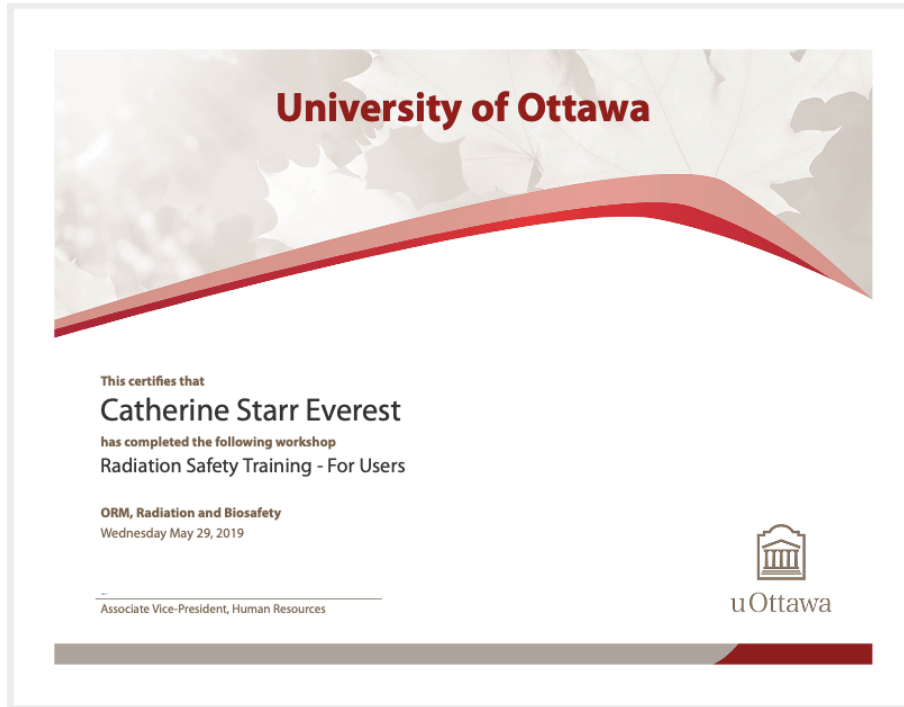 University of Ottawa
This certifies that
Catherine Starr Everest
has completed the following workshop
Radiation Safety Training - For Users
ORM, Radiation and Biosafety
Wednesday May 29, 2019
Associate Vice-President, Human Resources
uOttawa